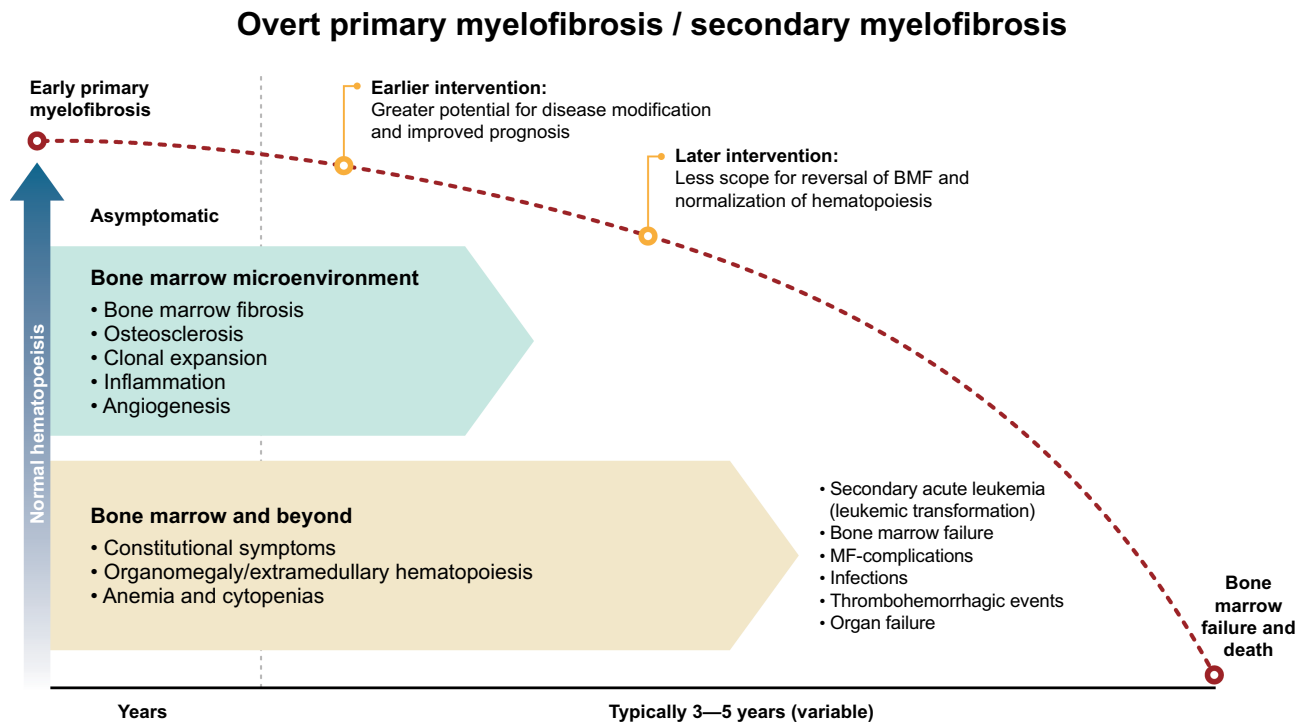 Overt primary myelofibrosis / secondary myelofibrosis
Early primary
myelofibrosis
Earlier intervention:
Greater potential for disease modification
and improved prognosis
Later intervention:
Less scope for reversal of BMF and
normalization of hematopoiesis
Asymptomatic
Normal hematopoeisis
Bone marrow microenvironment
• Bone marrow fibrosis
• Osteosclerosis
• Clonal expansion
• Inflammation
• Angiogenesis
Bone marrow and beyond
• Constitutional symptoms
• Organomegaly/extramedullary hematopoiesis
• Anemia and cytopenias
• Secondary acute leukemia
(leukemic transformation)
• Bone marrow failure
• MF-complications
• Infections
• Thrombohemorrhagic events
• Organ failure
Bone
marrow
failure and
death
Years
Typically 3—5 years (variable)